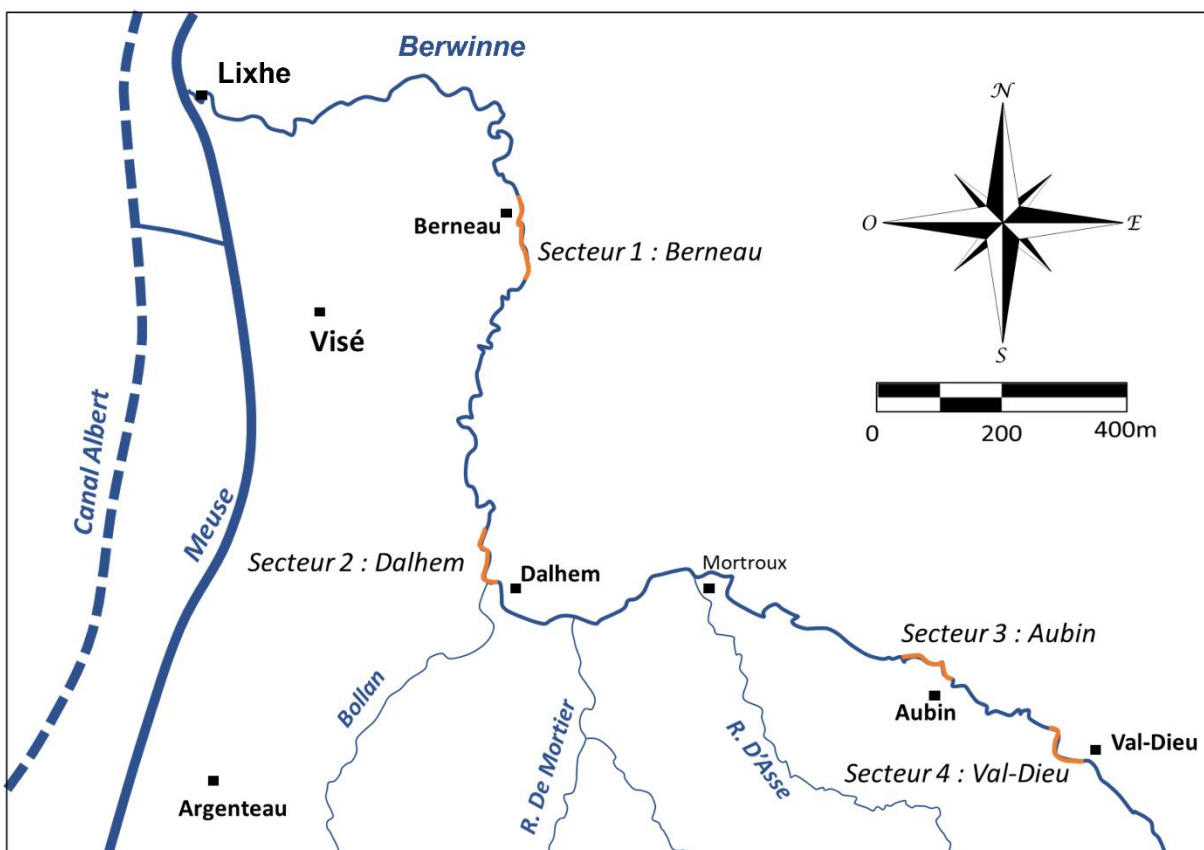 Berwinne
Lixhe
N
Berneau
O
E
Secteur 1 : Berneau
Visé
S
0 200 400m
Canal Albert
Meuse
Secteur 2 : Dalhem
Dalhem
Mortroux
Secteur 3 : Aubin
Bollan
R. De Mortier
R. D'Asse
Aubin
Val-Dieu
Secteur 4 : Val-Dieu
Argenteau